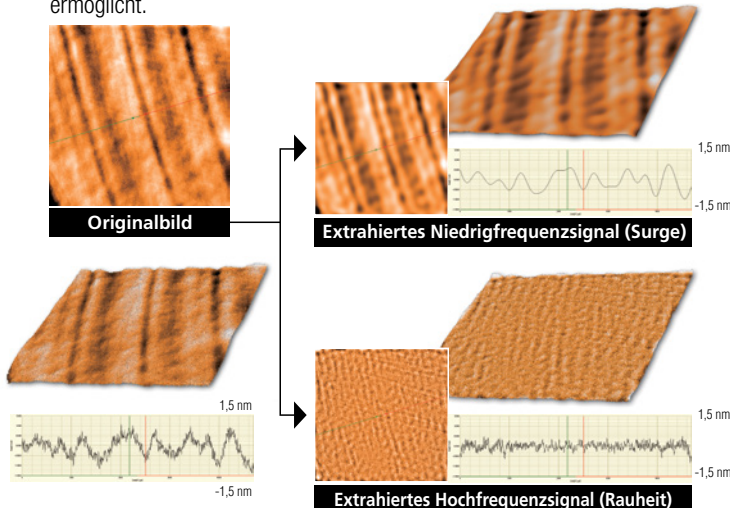 ermöglicht.
Originalbild
1,5 nm
-1,5 nm
1,5 nm
-1,5 nm
Extrahiertes Niedrigfrequenzsignal (Surge)
1,5 nm
-1,5 nm
Extrahiertes Hochfrequenzsignal (Rauheit)